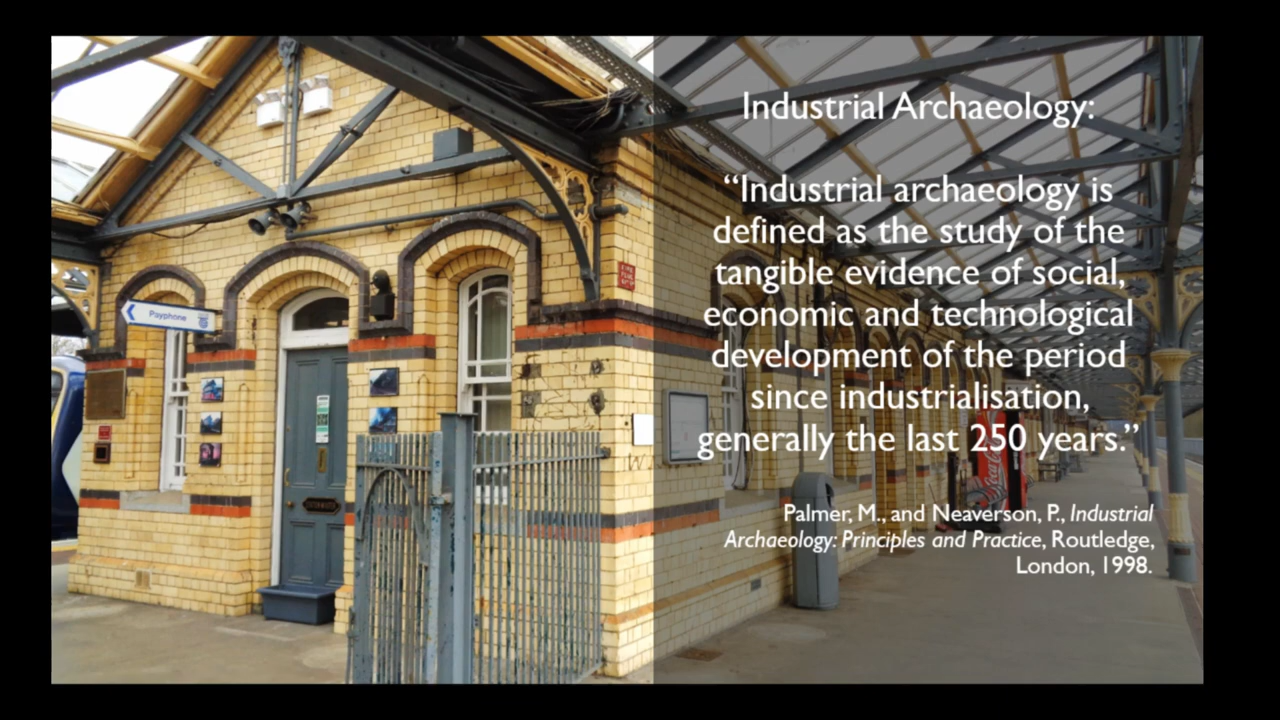 Industrial Archaeology:
“Industrial archaeology is
defined as the study of the
tangible evidence of social,
economic and technological
development of the period
since industrialisation,
generally the last 250 years.”
Palmer, M., and Neaverson, P., Industrial
Archaeology: Principles and Practice, Routledge,
London, 1998.
Payphone
Coca-Cola